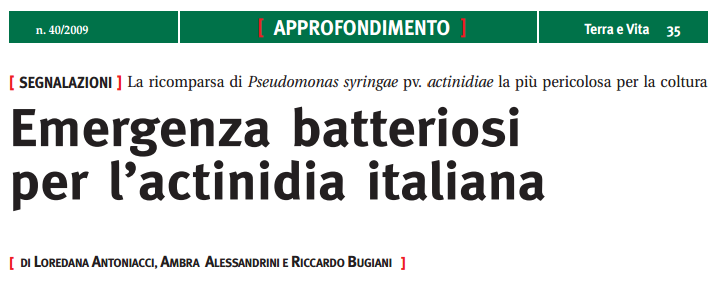 n. 40/2009 [ APPROFONDIMENTO ] Terra e Vita 35
[ SEGNALAZIONI ] La ricomparsa di Pseudomonas syringae pv. actinidiae la più pericolosa per la coltura
Emergenza batteriosi
per l'actinidia italiana
[ DI LOREDANA ANTONIACCI, AMBRA ALESSANDRINI E RICCARDO BUGIANI ]